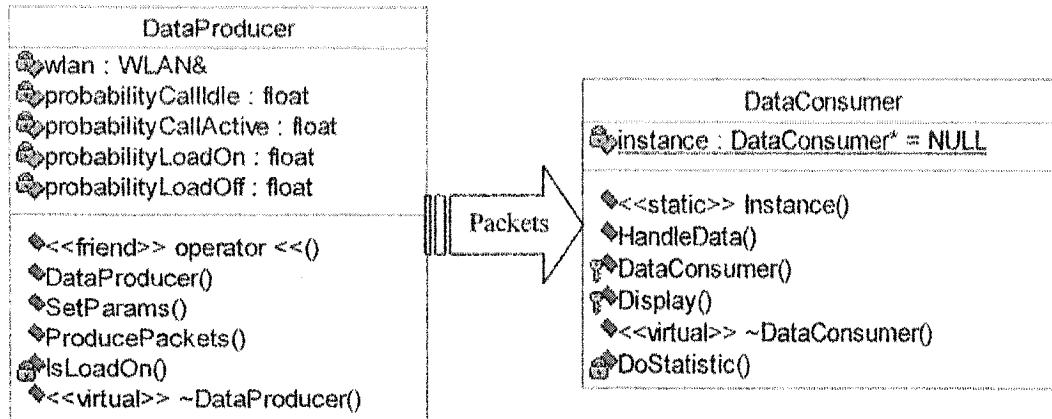 DataProducer
wlan : WLAN&
probabilityCallIdle : float
probabilityCallActive : float
probabilityLoadOn : float
probabilityLoadOff : float
<<friend>> operator <<()
DataProducer()
SetParams()
ProducePackets()
IsLoadOn()
<<virtual>> ~DataProducer()
Packets
DataConsumer
instance : DataConsumer* = NULL
<<static>> Instance()
HandleData()
DataConsumer()
Display()
<<virtual>> ~DataConsumer()
DoStatistic()